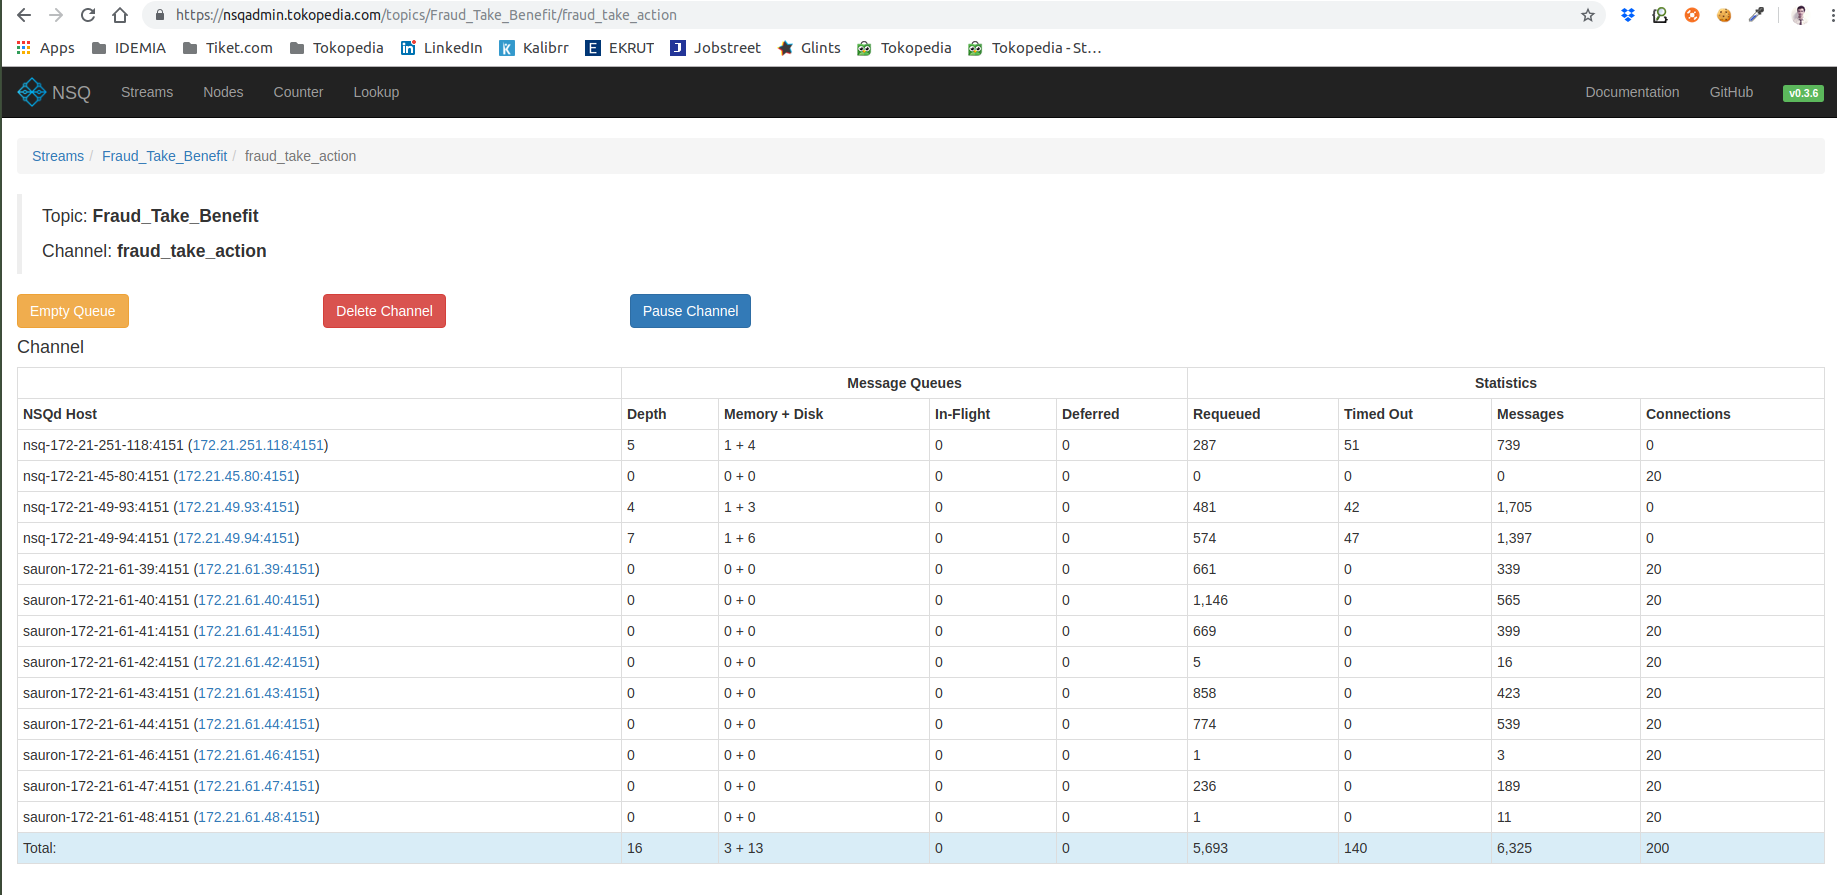 https://nsqadmin.tokopedia.com/topics/Fraud_Take_Benefit/fraud_take_action
Apps IDEMIA Tiket.com Tokopedia LinkedIn Kalibrr EKRUT Jobstreet Glints Tokopedia Tokopedia - St...
NSQ Streams Nodes Counter Lookup Documentation GitHub v0.3.6
Streams / Fraud_Take_Benefit / fraud_take_action
Topic: Fraud_Take_Benefit
Channel: fraud_take_action
Empty Queue Delete Channel Pause Channel
Channel
Message Queues Statistics
NSQd Host Depth Memory + Disk In-Flight Deferred Requeued Timed Out Messages Connections
nsq-172-21-251-118:4151 (172.21.251.118:4151) 5 1 + 4 0 0 287 51 739 0
nsq-172-21-45-80:4151 (172.21.45.80:4151) 0 0 + 0 0 0 0 0 0 20
nsq-172-21-49-93:4151 (172.21.49.93:4151) 4 1 + 3 0 0 481 42 1,705 0
nsq-172-21-49-94:4151 (172.21.49.94:4151) 7 1 + 6 0 0 574 47 1,397 0
sauron-172-21-61-39:4151 (172.21.61.39:4151) 0 0 + 0 0 0 661 0 339 20
sauron-172-21-61-40:4151 (172.21.61.40:4151) 0 0 + 0 0 0 1,146 0 565 20
sauron-172-21-61-41:4151 (172.21.61.41:4151) 0 0 + 0 0 0 669 0 399 20
sauron-172-21-61-42:4151 (172.21.61.42:4151) 0 0 + 0 0 0 5 0 16 20
sauron-172-21-61-43:4151 (172.21.61.43:4151) 0 0 + 0 0 0 858 0 423 20
sauron-172-21-61-44:4151 (172.21.61.44:4151) 0 0 + 0 0 0 774 0 539 20
sauron-172-21-61-46:4151 (172.21.61.46:4151) 0 0 + 0 0 0 1 0 3 20
sauron-172-21-61-47:4151 (172.21.61.47:4151) 0 0 + 0 0 0 236 0 189 20
sauron-172-21-61-48:4151 (172.21.61.48:4151) 0 0 + 0 0 0 1 0 11 20
Total: 16 3 + 13 0 0 5,693 140 6,325 200